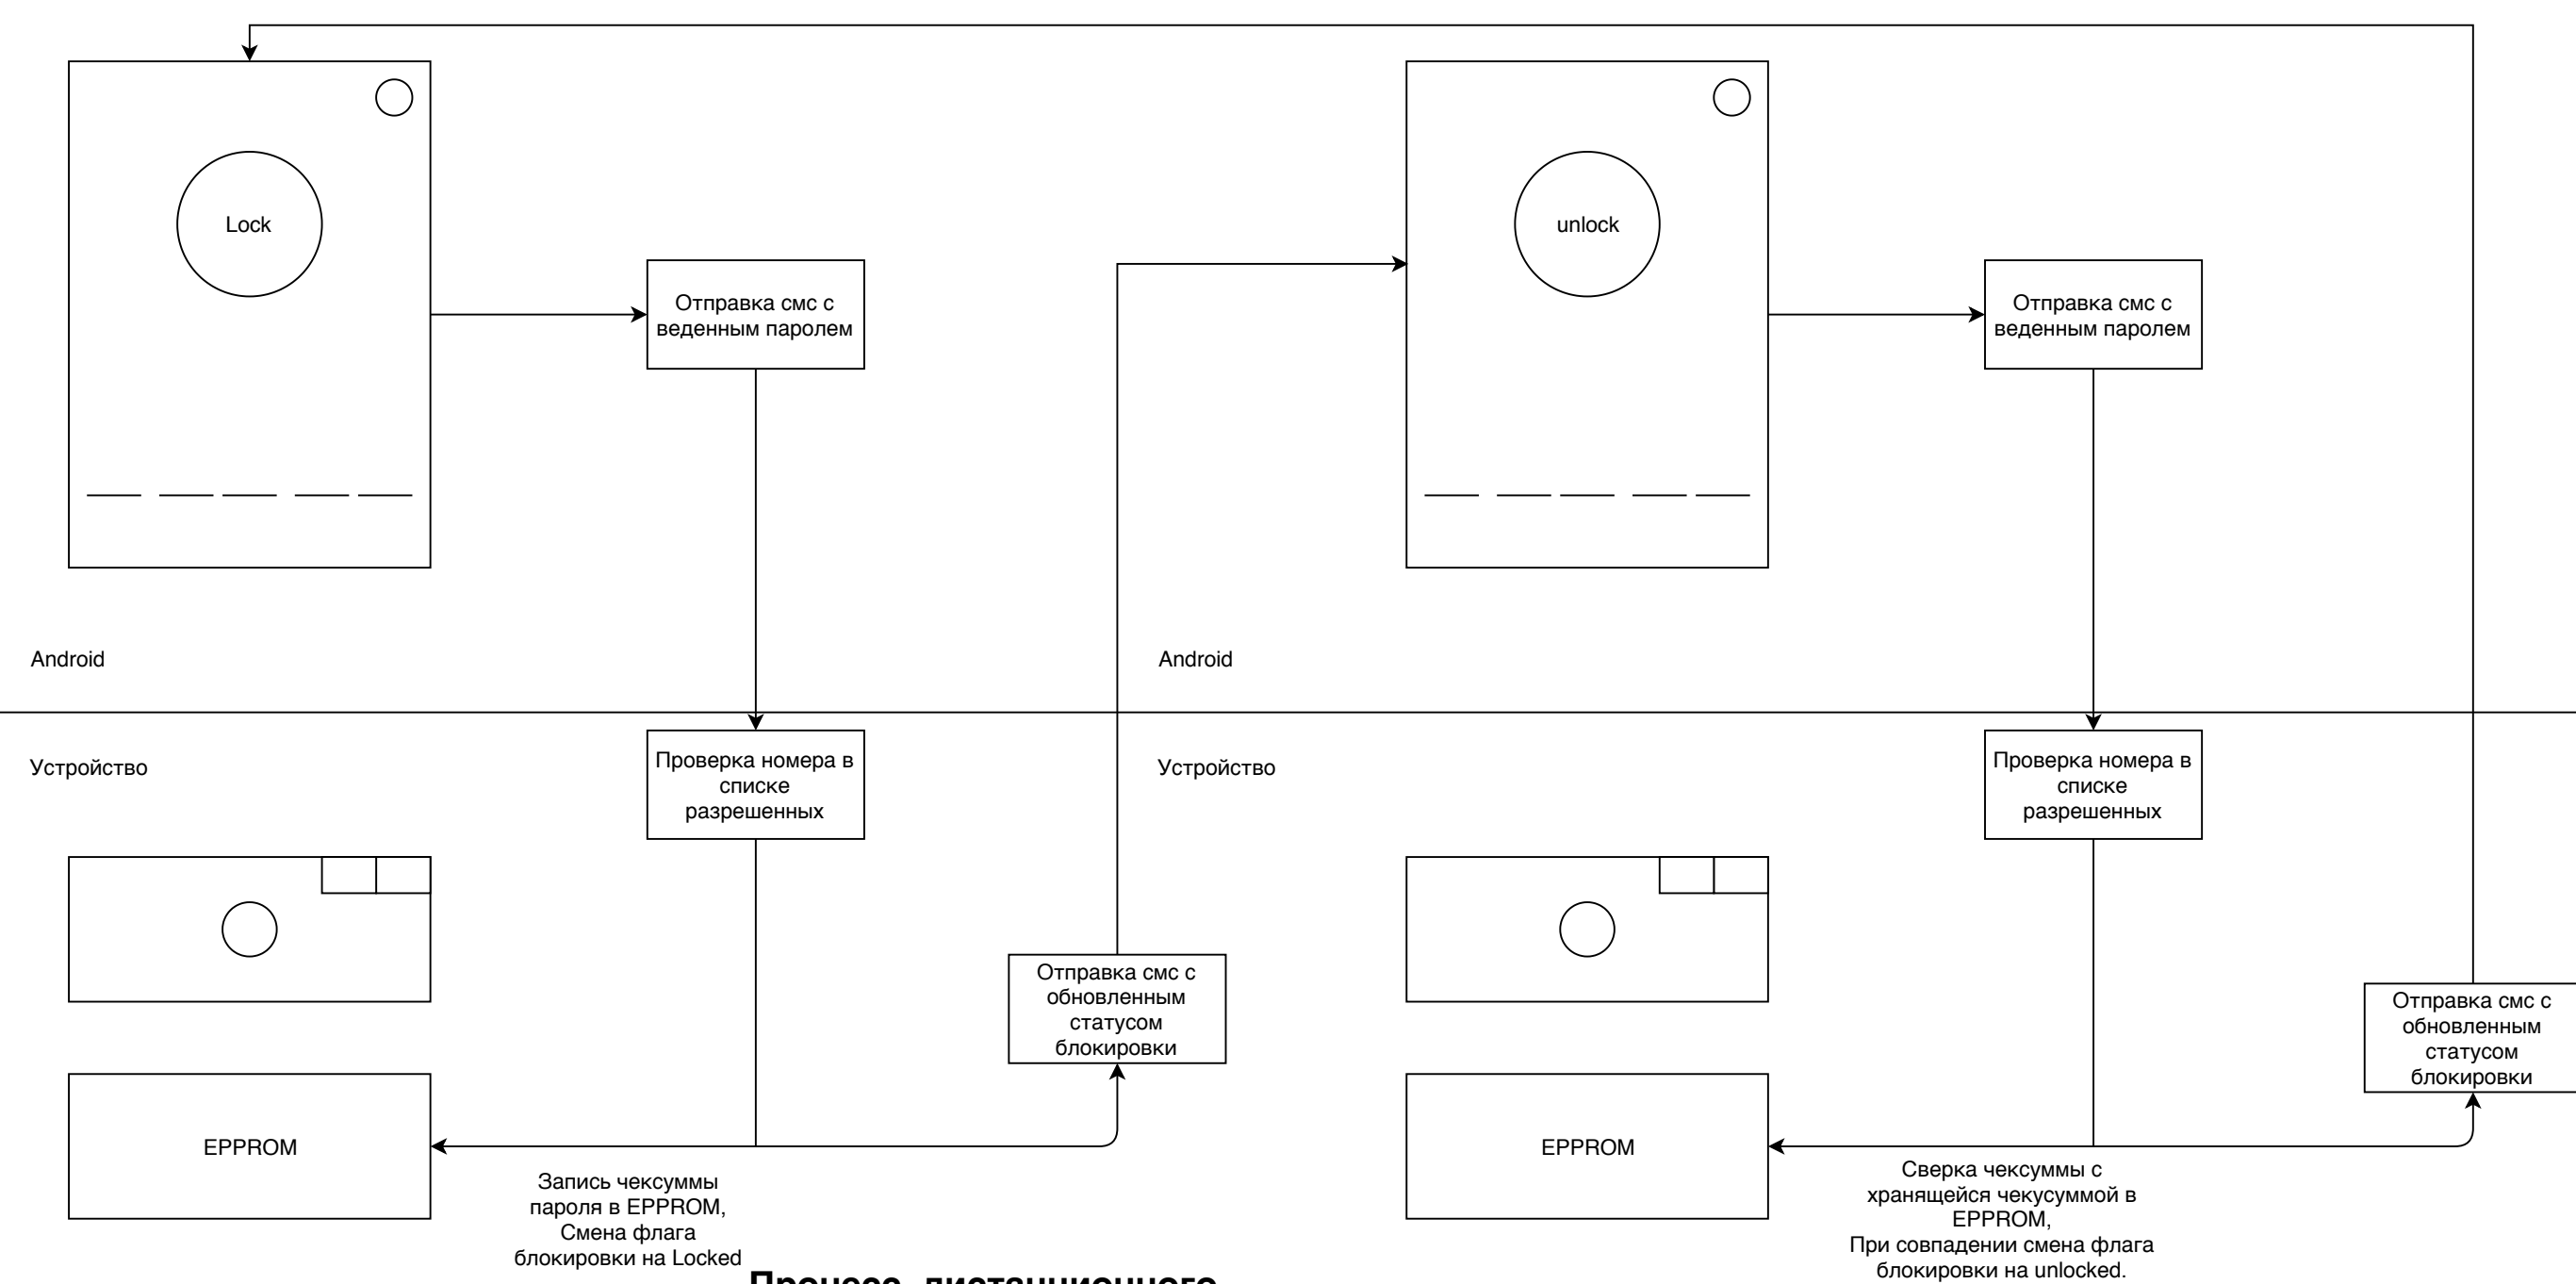 Lock
Отправка смс с
веденным паролем
unlock
Отправка смс с
веденным паролем
Android
Android
Устройство
Проверка номера в
списке
разрешенных
Устройство
Проверка номера в
списке
разрешенных
Отправка смс с
обновленным
статусом
блокировки
Отправка смс с
обновленным
статусом
блокировки
EPPROM
Запись чексуммы
пароля в EPPROM,
Смена флага
блокировки на Locked
EPPROM
Сверка чексуммы с
хранящейся чекусуммой в
EPPROM,
При совпадении смена флага
блокировки на unlocked.
Процесс дистанционного